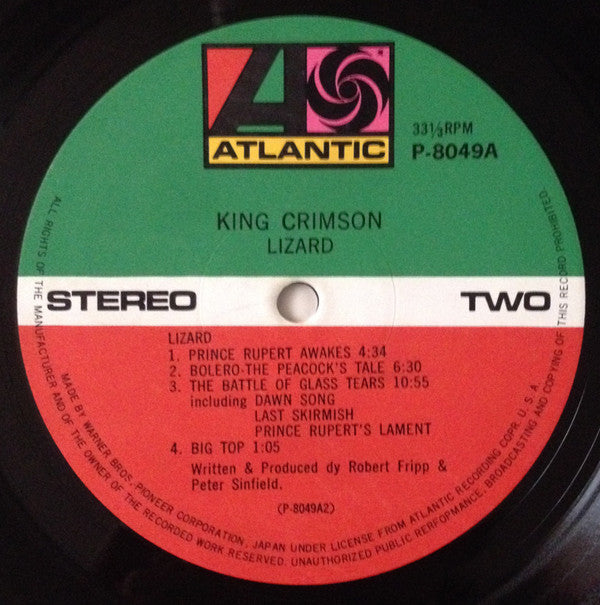 ATLANTIC
33⅓RPM
P-8049A
KING CRIMSON
LIZARD
STEREO
TWO
LIZARD
1. PRINCE RUPERT AWAKES 4:34
2. BOLERO-THE PEACOCK'S TALE 6:30
3. THE BATTLE OF GLASS TEARS 10:55
including DAWN SONG
LAST SKIRMISH
PRINCE RUPERT'S LAMENT
4. BIG TOP 1:05
Written & Produced dy Robert Fripp &
Peter Sinfield.
(P-8049A2)
MADE BY WARNER BROS. PIONEER CORPORATION, JAPAN UNDER LICENSE FROM ATLANTIC RECORDING COPR. U. S. A.
ALL RIGHTS OF THE MANUFACTURER AND OF THE OWNER OF THE RECORDED WORK RESERVED. UNAUTHORIZED PUBLIC RERFOPMANCE, BROADCASTING AND COPYING OF THIS RECORD PROHIBITED.